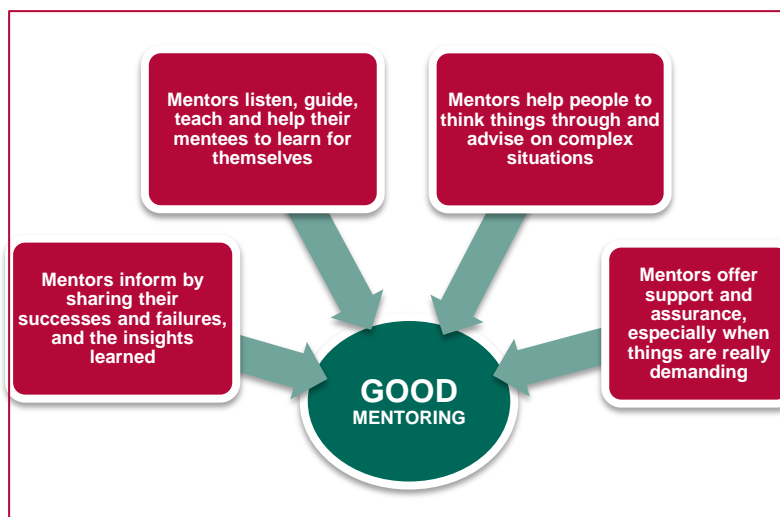 Mentors listen, guide,
teach and help their
mentees to learn for
themselves
Mentors help people to
think things through and
advise on complex
situations
Mentors inform by
sharing their
successes and failures,
and the insights
learned
Mentors offer
support and
assurance,
especially when
things are really
demanding
GOOD
MENTORING